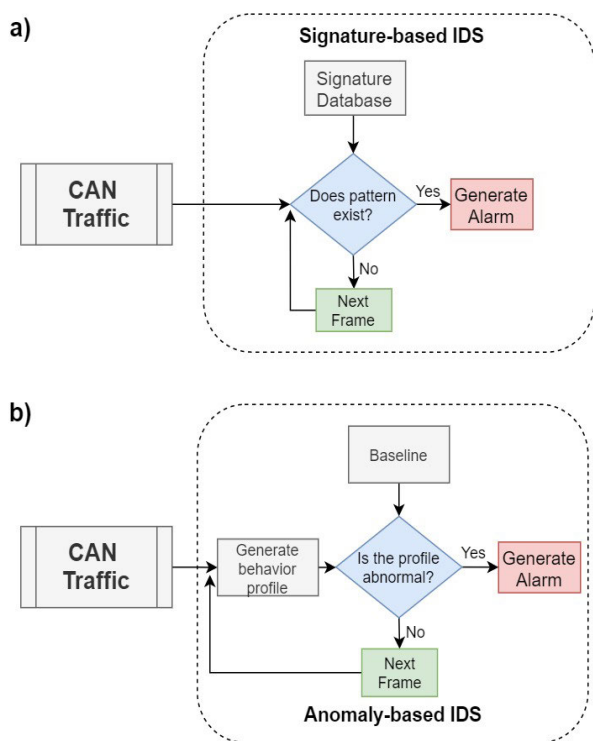 a)
Signature-based IDS
Signature
Database
CAN
Traffic
Does pattern
exist?
Yes
Generate
Alarm
No
Next
Frame
b)
Baseline
CAN
Traffic
Generate
behavior
profile
Is the profile
abnormal?
Yes
Generate
Alarm
No
Next
Frame
Anomaly-based IDS